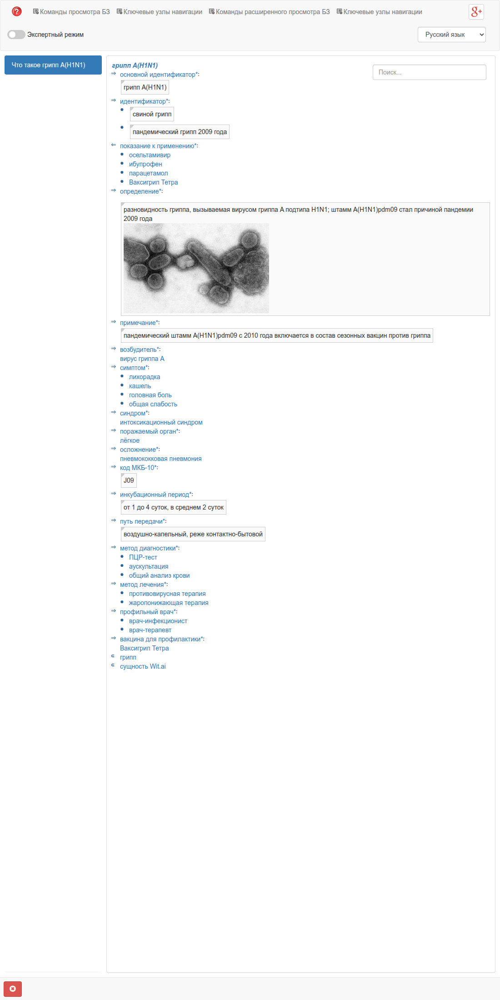 Команды просмотра БЗ Ключевые узлы навигации Команды расширенного просмотра БЗ Ключевые узлы навигации g+
Экспертный режим Русский язык
Что такое грипп A(H1N1)
грипп A(H1N1)
Поиск...
⇒ основной идентификатор*:
грипп A(H1N1)
⇒ идентификатор*:
• свиной грипп
• пандемический грипп 2009 года
⇐ показание к применению*:
• осельтамивир
• ибупрофен
• парацетамол
• Ваксигрип Тетра
⇒ определение*:
разновидность гриппа, вызываемая вирусом гриппа A подтипа H1N1; штамм A(H1N1)pdm09 стал причиной пандемии
2009 года
⇒ примечание*:
пандемический штамм A(H1N1)pdm09 с 2010 года включается в состав сезонных вакцин против гриппа
⇒ возбудитель*:
вирус гриппа A
⇒ симптом*:
• лихорадка
• кашель
• головная боль
• общая слабость
⇒ синдром*:
интоксикационный синдром
⇒ поражаемый орган*:
лёгкое
⇒ осложнение*:
пневмококковая пневмония
⇒ код МКБ-10*:
J09
⇒ инкубационный период*:
от 1 до 4 суток, в среднем 2 суток
⇒ путь передачи*:
воздушно-капельный, реже контактно-бытовой
⇒ метод диагностики*:
• ПЦР-тест
• аускультация
• общий анализ крови
⇒ метод лечения*:
• противовирусная терапия
• жаропонижающая терапия
⇒ профильный врач*:
• врач-инфекционист
• врач-терапевт
⇒ вакцина для профилактики*:
Ваксигрип Тетра
∈ грипп
∈ сущность Wit.ai